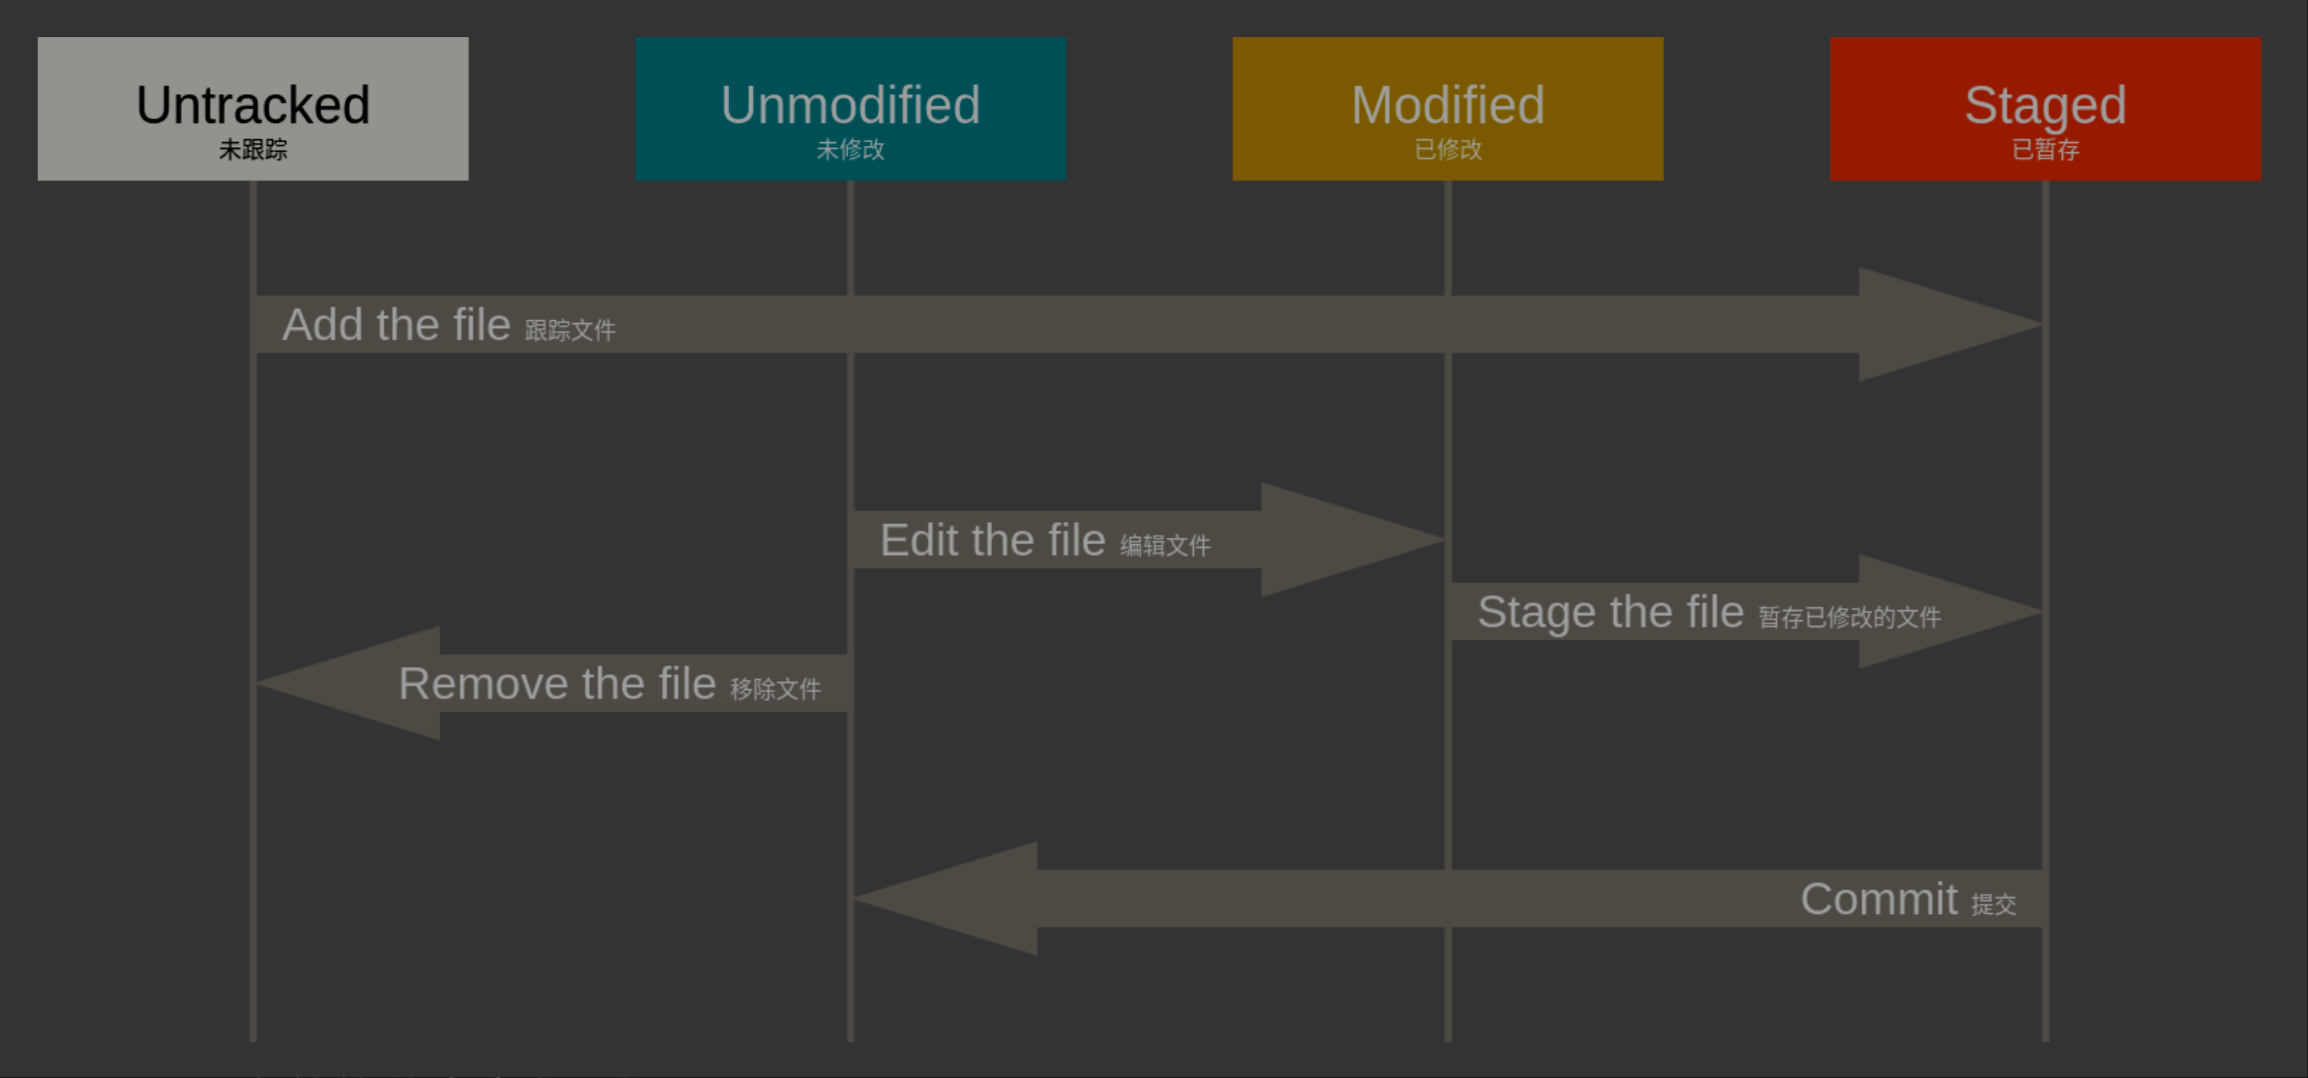 Untracked
未跟踪
Unmodified
未修改
Modified
已修改
Staged
已暂存
Add the file 跟踪文件
Edit the file 编辑文件
Stage the file 暂存已修改的文件
Remove the file 移除文件
Commit 提交